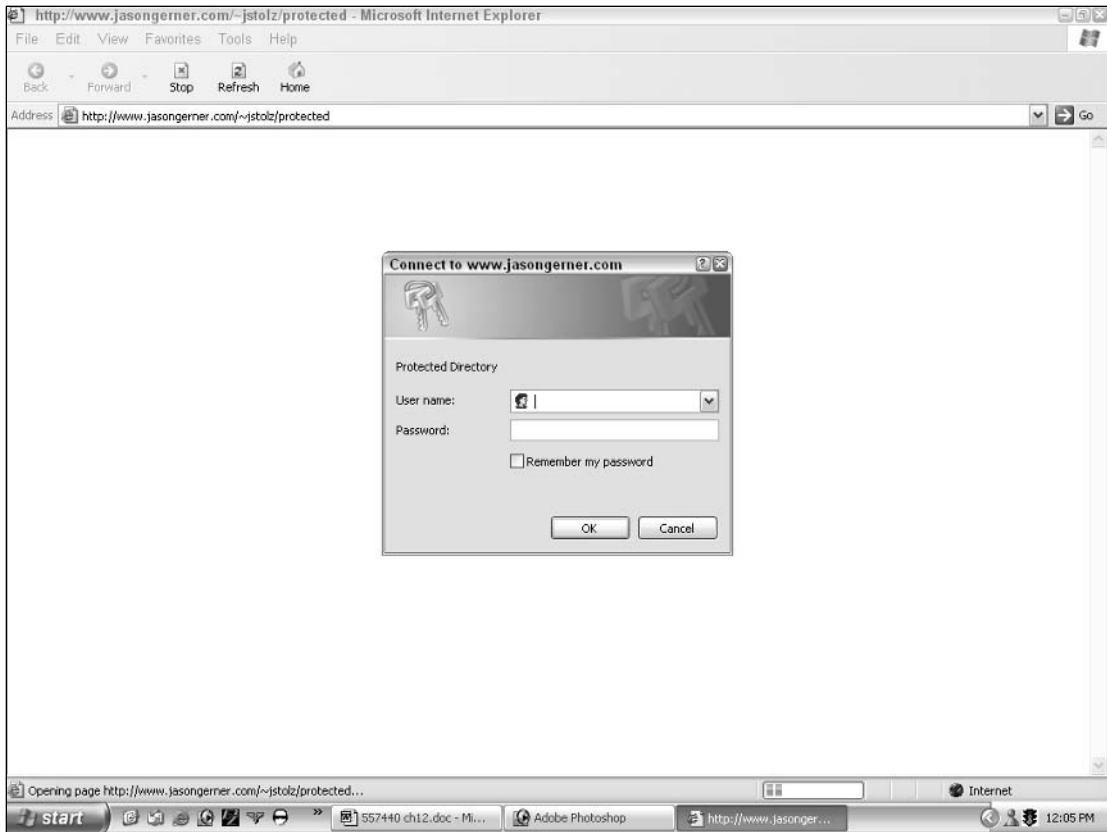 http://www.jasongerner.com/~jstolz/protected - Microsoft Internet Explorer
File Edit View Favorites Tools Help
Back Forward Stop Refresh Home
Address http://www.jasongerner.com/~jstolz/protected Go
Connect to www.jasongerner.com
Protected Directory
User name:
Password:
Remember my password
OK Cancel
Opening page http://www.jasongerner.com/~jstolz/protected... Internet
start » 557440 ch12.doc - Mi... Adobe Photoshop http://www.jasonger... 12:05 PM